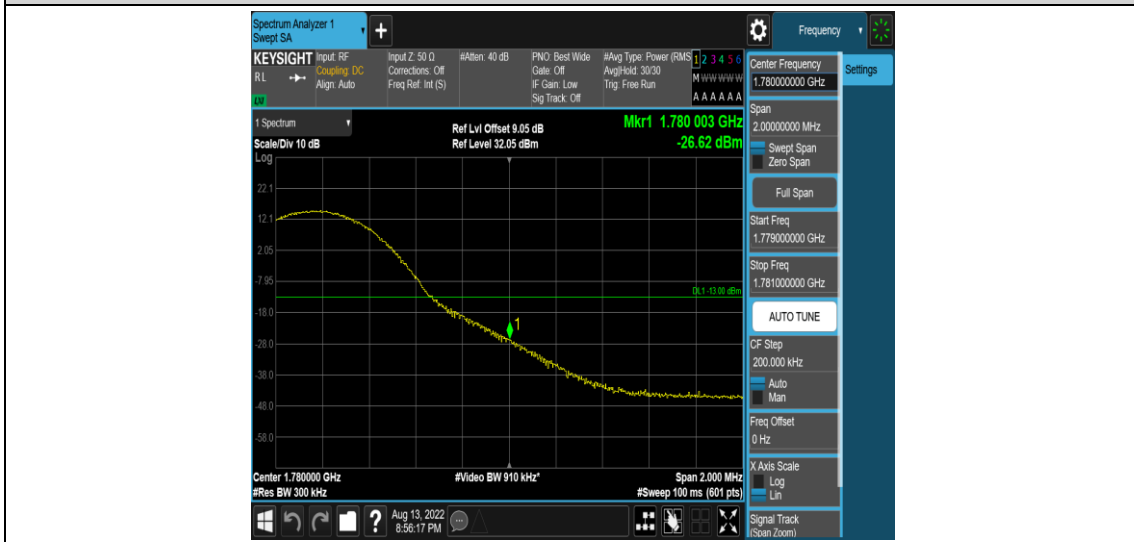 Spectrum Analyzer 1
Swept SA
Frequency
KEYSIGHT
RL
LXI
Input: RF
Coupling: DC
Align: Auto
Input Z: 50 Ω
Corrections: Off
Freq Ref: Int (S)
#Atten: 40 dB
PNO: Best Wide
Gate: Off
IF Gain: Low
Sig Track: Off
#Avg Type: Power (RMS
Avg|Hold: 30/30
Trig: Free Run
1 2 3 4 5 6
M W W W W W
A A A A A A
1 Spectrum
Scale/Div 10 dB
Log
Ref Lvl Offset 9.05 dB
Ref Level 32.05 dBm
Mkr1 1.780 003 GHz
-26.62 dBm
22.1
12.1
2.05
-7.95
-18.0
-28.0
-38.0
-48.0
-58.0
DL1 -13.00 dBm
1
Center 1.780000 GHz
#Res BW 300 kHz
#Video BW 910 kHz*
Span 2.000 MHz
#Sweep 100 ms (601 pts)
Aug 13, 2022
8:56:17 PM
Center Frequency
1.780000000 GHz
Settings
Span
2.00000000 MHz
Swept Span
Zero Span
Full Span
Start Freq
1.779000000 GHz
Stop Freq
1.781000000 GHz
AUTO TUNE
CF Step
200.000 kHz
Auto
Man
Freq Offset
0 Hz
X Axis Scale
Log
Lin
Signal Track
(Span Zoom)